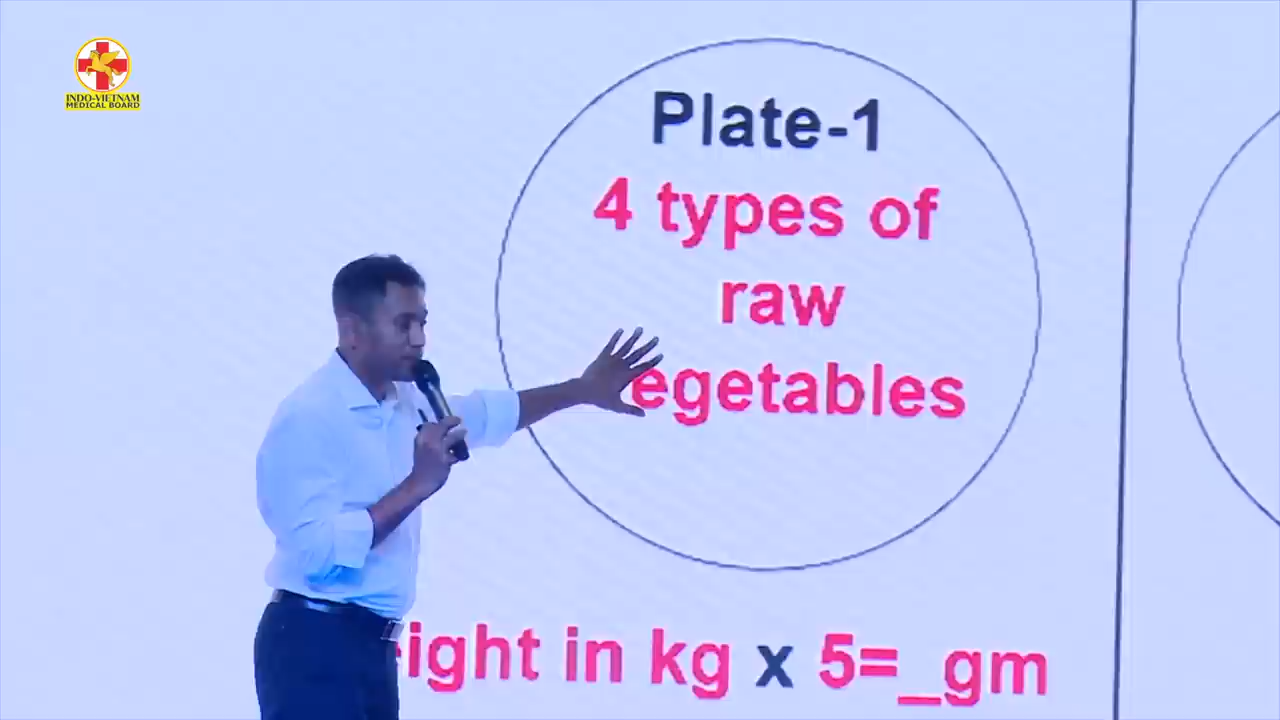 INDO-VIETNAM
MEDICAL BOARD
Plate-1
4 types of
raw
egetables
ight in kg x 5=_gm